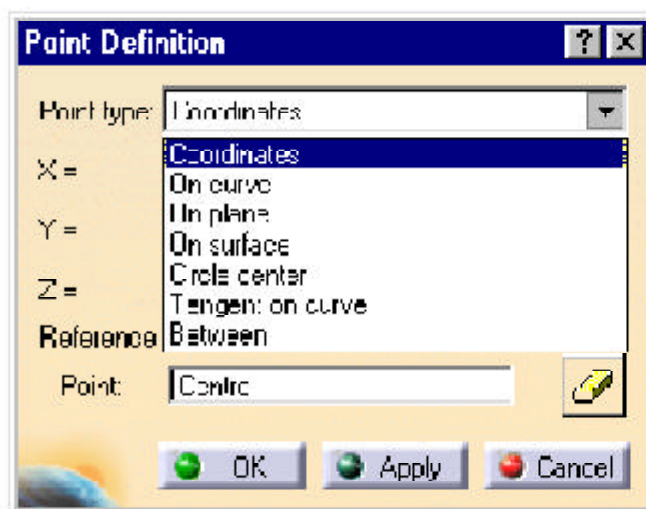 Point Definition
Point type: Coordinates
Coordinates
X =
On curve
On plane
Y =
On surface
Circle center
Z =
Tangent on curve
Reference
Between
Point:
OK Apply Cancel